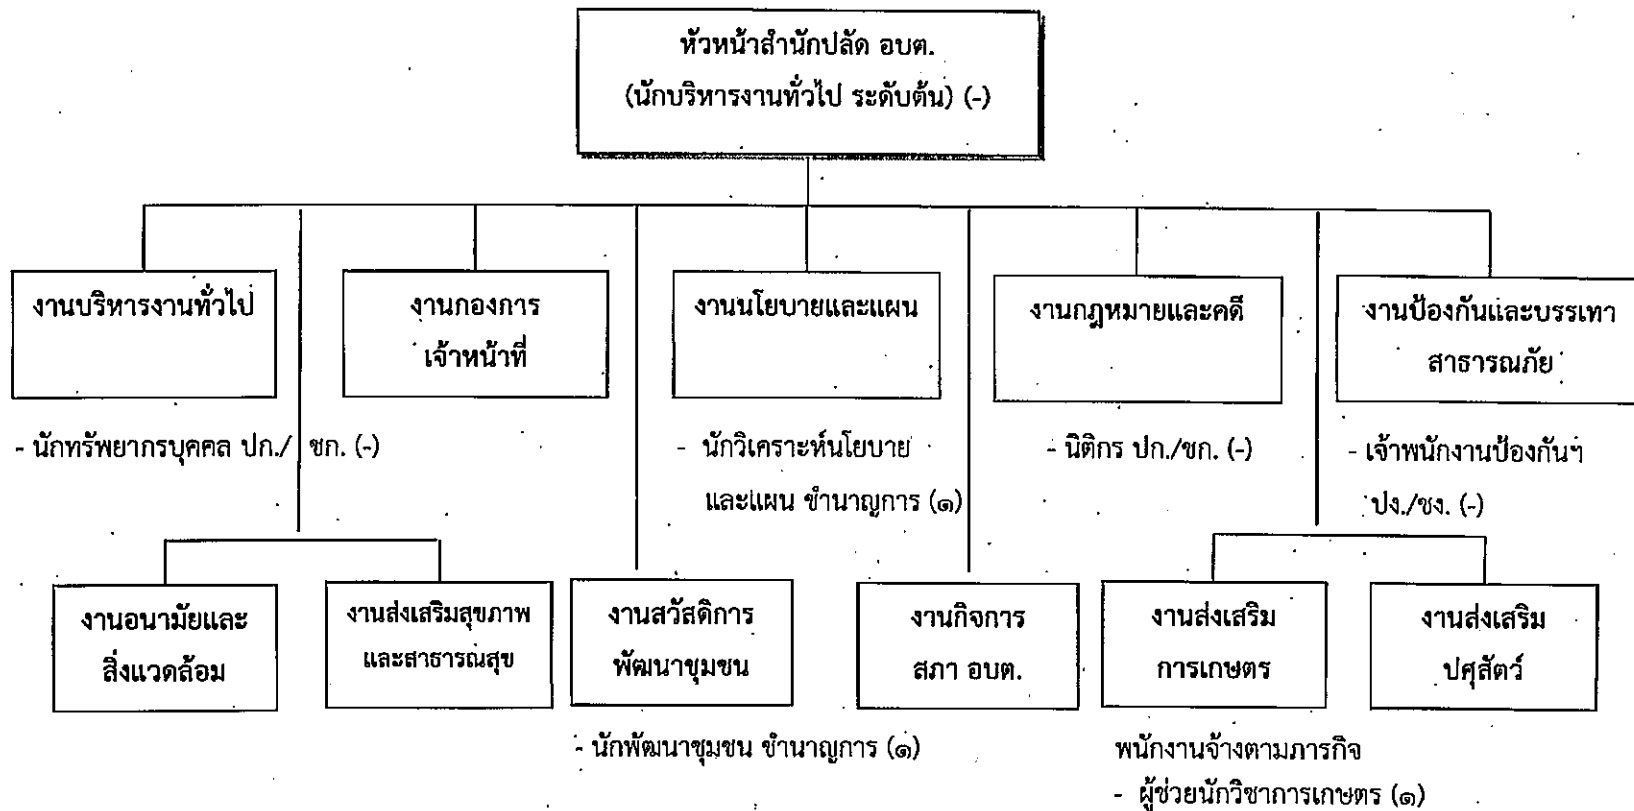 หัวหน้าสำนักปลัด อบต.
(นักบริหารงานทั่วไป ระดับต้น) (-)
งานบริหารงานทั่วไป
งานกองการ
เจ้าหน้าที่
งานนโยบายและแผน
งานกฎหมายและคดี
งานป้องกันและบรรเทา
สาธารณภัย
- นักทรัพยากรบุคคล ปก./ ชก. (-)
- นักวิเคราะห์นโยบาย
และแผน ชำนาญการ (๑)
- นิติกร ปก./ชก. (-)
- เจ้าพนักงานป้องกันฯ
ปง./ชง. (-)
งานอนามัยและ
สิ่งแวดล้อม
งานส่งเสริมสุขภาพ
และสาธารณสุข
งานสวัสดิการ
พัฒนาชุมชน
งานกิจการ
สภา อบต.
งานส่งเสริม
การเกษตร
งานส่งเสริม
ปศุสัตว์
- นักพัฒนาชุมชน ชำนาญการ (๑)
พนักงานจ้างตามภารกิจ
- ผู้ช่วยนักวิชาการเกษตร (๑)